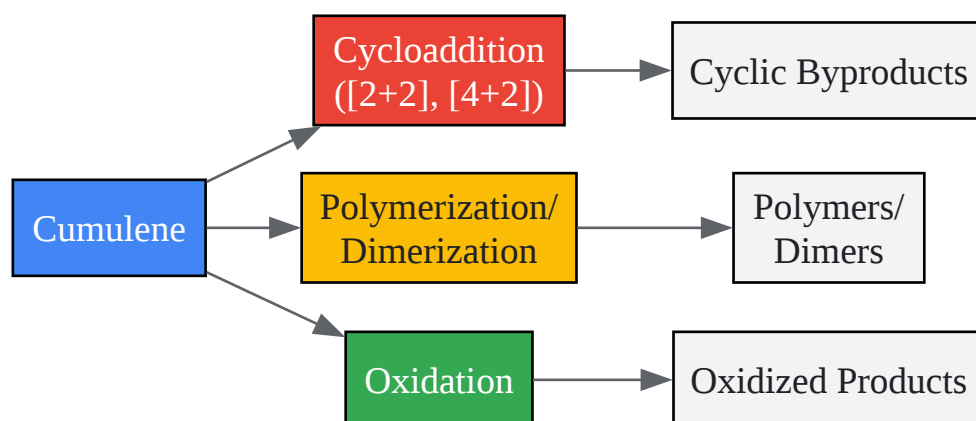 Cycloaddition
([2+2], [4+2])
Cyclic Byproducts
Cumulene
Polymerization/
Dimerization
Polymers/
Dimers
Oxidation
Oxidized Products